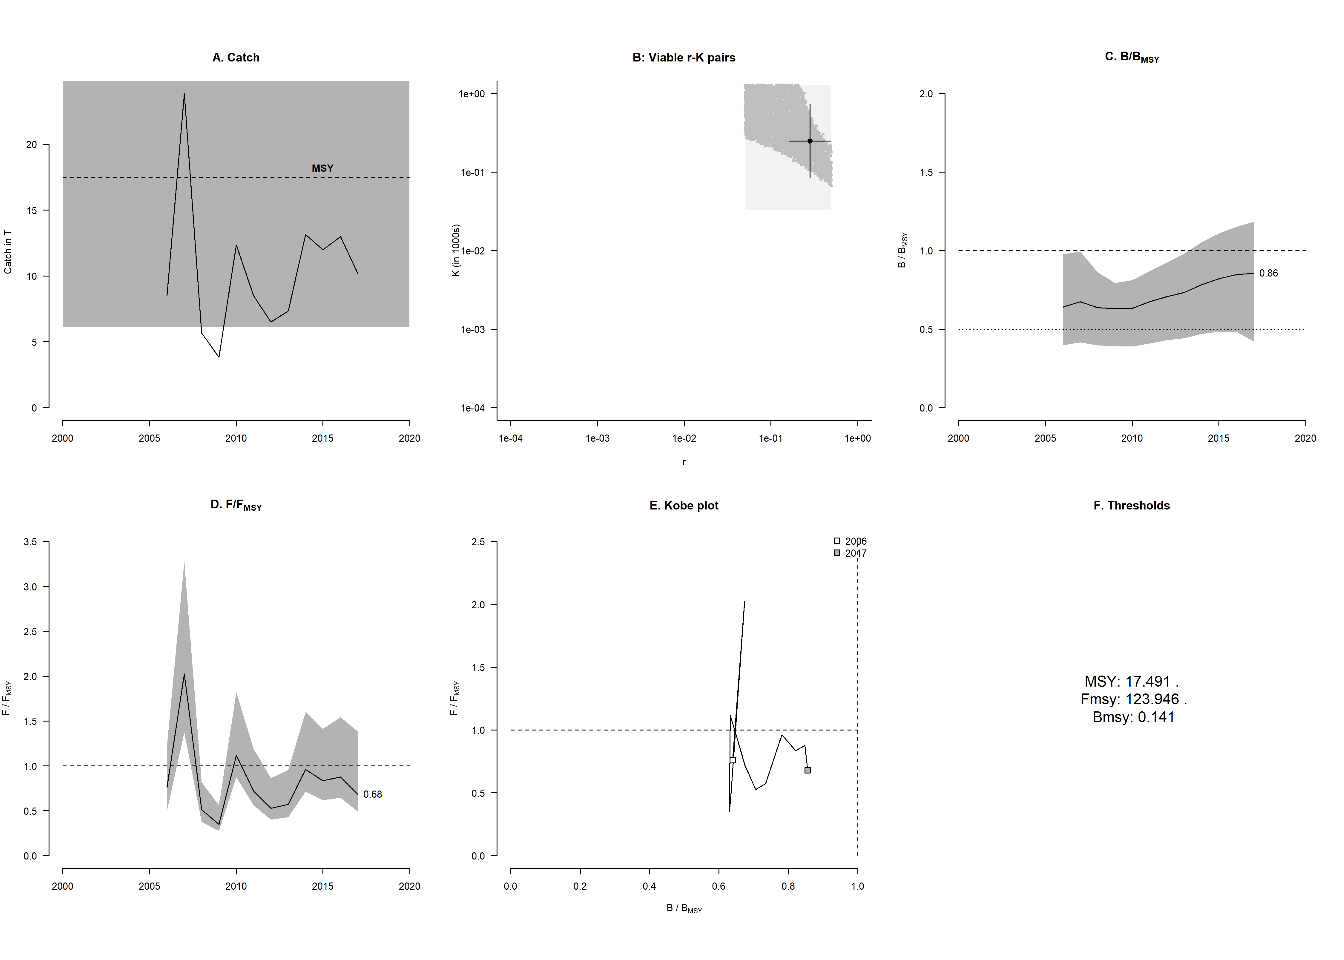 A. Catch
Catch in T
20
15
10
5
0
MSY
2000
2005
2010
2015
2020
B: Viable r-K pairs
K (in 1000s)
1e+00
1e-01
1e-02
1e-03
1e-04
1e-04
1e-03
1e-02
1e-01
1e+00
r
C. B/BMSY
B / BMSY
2.0
1.5
1.0
0.5
0.0
0.86
2000
2005
2010
2015
2020
D. F/FMSY
F / FMSY
3.5
3.0
2.5
2.0
1.5
1.0
0.5
0.0
0.68
2000
2005
2010
2015
2020
E. Kobe plot
2006
2017
F / FMSY
2.5
2.0
1.5
1.0
0.5
0.0
0.0
0.2
0.4
0.6
0.8
1.0
B / BMSY
F. Thresholds
MSY: 17.491 .
Fmsy: 123.946 .
Bmsy: 0.141